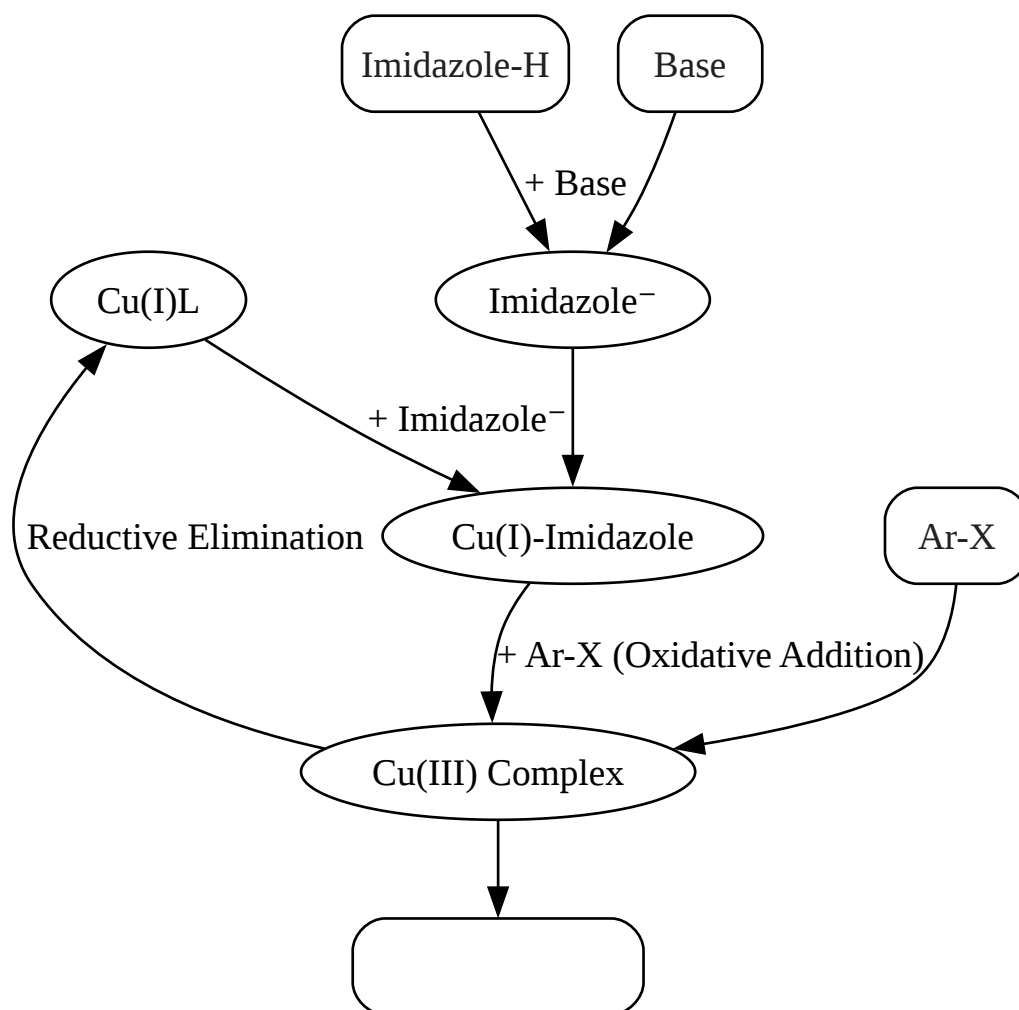 Imidazole-H
Base
+ Base
Cu(I)L
Imidazole⁻
+ Imidazole⁻
Reductive Elimination
Cu(I)-Imidazole
Ar-X
+ Ar-X (Oxidative Addition)
Cu(III) Complex